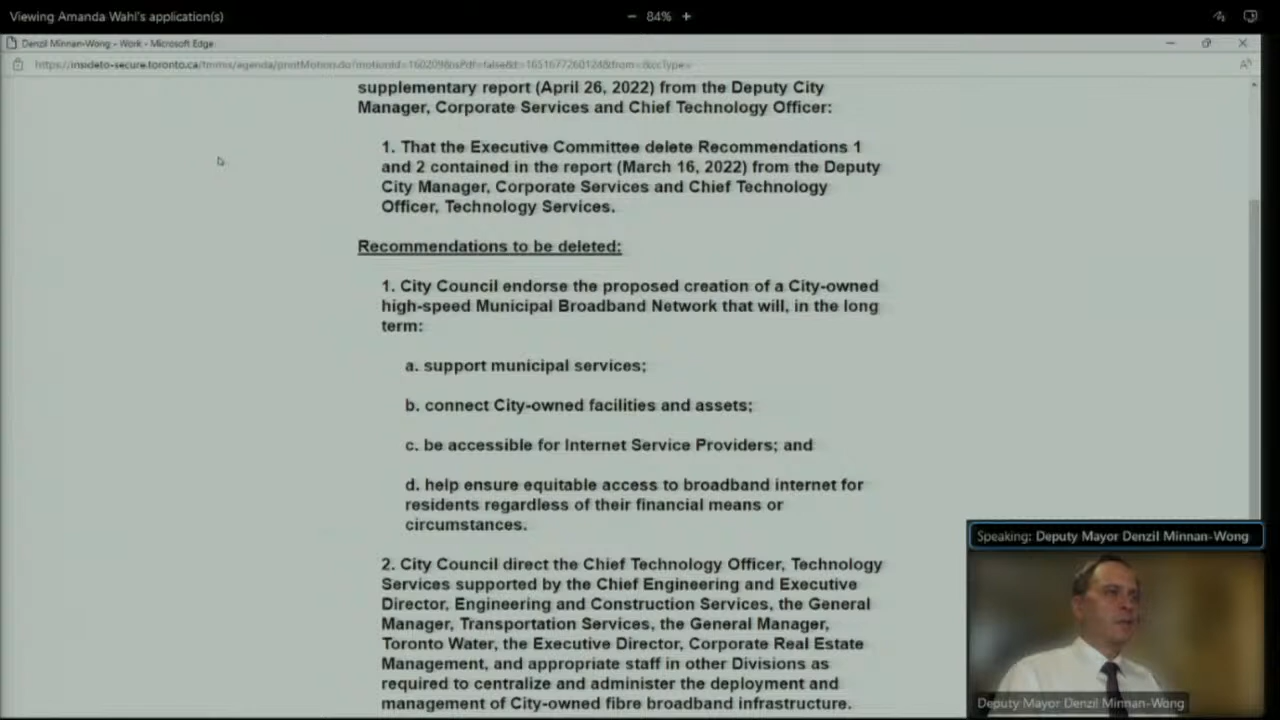 Viewing Amanda Wahl's application(s)
− 84% +
Denzil Minnan-Wong - Work - Microsoft Edge
supplementary report (April 26, 2022) from the Deputy City
Manager, Corporate Services and Chief Technology Officer:
1. That the Executive Committee delete Recommendations 1
and 2 contained in the report (March 16, 2022) from the Deputy
City Manager, Corporate Services and Chief Technology
Officer, Technology Services.
Recommendations to be deleted:
1. City Council endorse the proposed creation of a City-owned
high-speed Municipal Broadband Network that will, in the long
term:
a. support municipal services;
b. connect City-owned facilities and assets;
c. be accessible for Internet Service Providers; and
d. help ensure equitable access to broadband internet for
residents regardless of their financial means or
circumstances.
2. City Council direct the Chief Technology Officer, Technology
Services supported by the Chief Engineering and Executive
Director, Engineering and Construction Services, the General
Manager, Transportation Services, the General Manager,
Toronto Water, the Executive Director, Corporate Real Estate
Management, and appropriate staff in other Divisions as
required to centralize and administer the deployment and
management of City-owned fibre broadband infrastructure.
Speaking: Deputy Mayor Denzil Minnan-Wong
Deputy Mayor Denzil Minnan-Wong